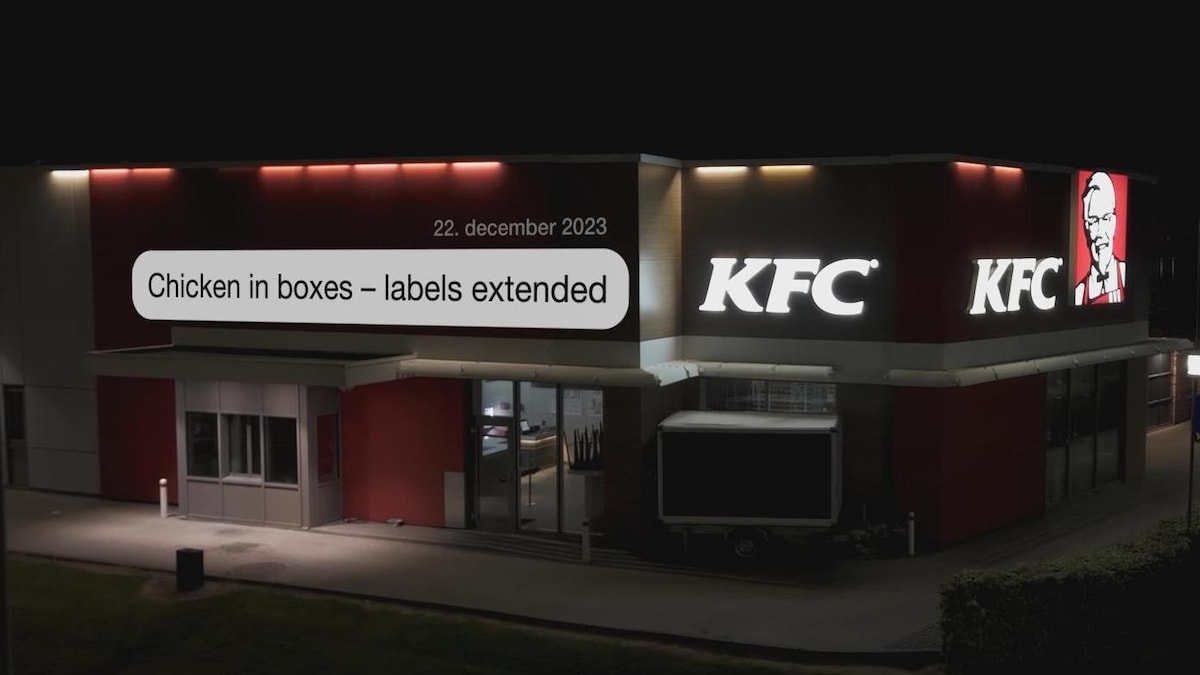 22. december 2023
Chicken in boxes – labels extended
KFC
KFC